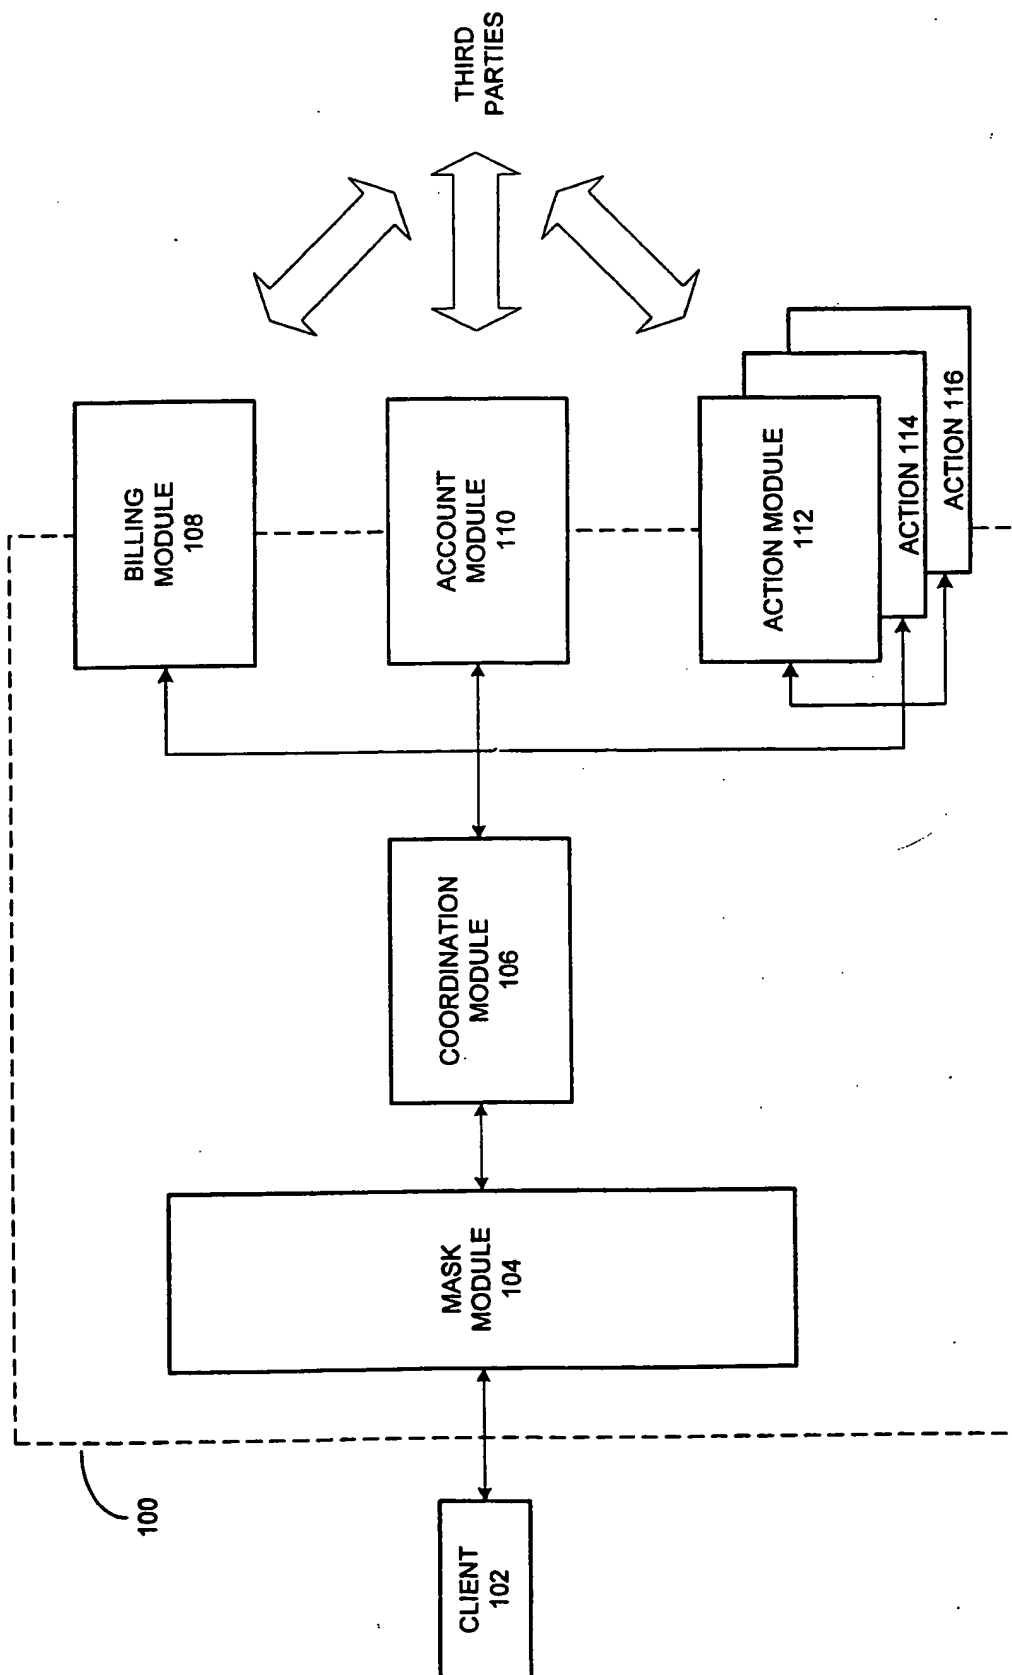 100
CLIENT
102
MASK
MODULE
104
COORDINATION
MODULE
106
BILLING
MODULE
108
ACCOUNT
MODULE
110
ACTION MODULE
112
ACTION 114
ACTION 116
THIRD
PARTIES